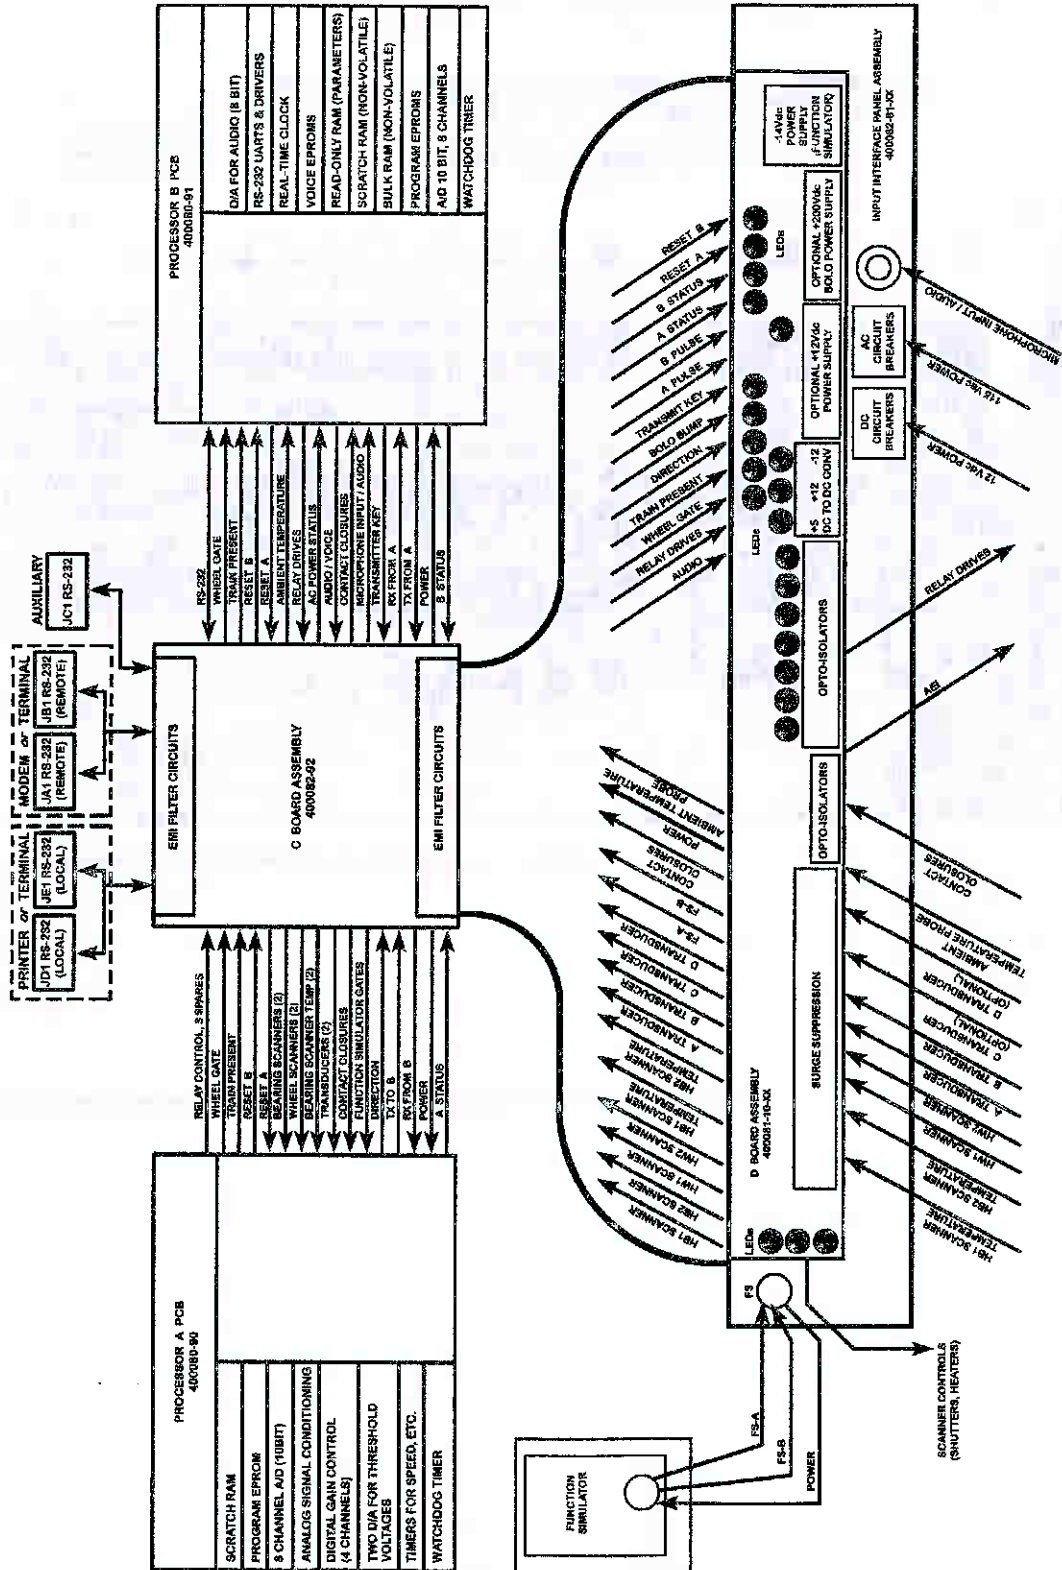 PROCESSOR B PCB
400080-91
D/A FOR AUDIO (8 BIT)
RS-232 UARTS & DRIVERS
REAL-TIME CLOCK
VOICE EPROMS
READ-ONLY RAM (PARAMETERS)
SCRATCH RAM (NON-VOLATILE)
BULK RAM (NON-VOLATILE)
PROGRAM EPROMS
A/D 10 BIT, 8 CHANNELS
WATCHDOG TIMER
RS-232
WHEEL GATE
TRAIN PRESENT
RESET B
RESET A
AMBIENT TEMPERATURE
RELAY DRIVES
AC POWER STATUS
AUDIO / VOICE
CONTACT CLOSURES
MICROPHONE INPUT / AUDIO
TRANSMITTER KEY
RX FROM A
TX FROM A
POWER
B STATUS
AUXILIARY
JC1 RS-232
MODEM or TERMINAL
JB1 RS-232
(REMOTE)
JA1 RS-232
(REMOTE)
PRINTER or TERMINAL
JE1 RS-232
(LOCAL)
JD1 RS-232
(LOCAL)
EMI FILTER CIRCUITS
C BOARD ASSEMBLY
400082-92
EMI FILTER CIRCUITS
RELAY CONTROL, 3 SPARES
WHEEL GATE
TRAIN PRESENT
RESET B
RESET A
BEARING SCANNERS (2)
WHEEL SCANNERS (2)
BEARING SCANNER TEMP (2)
TRANSDUCERS (2)
CONTACT CLOSURES
FUNCTION SIMULATOR GATES
DIRECTION
TX TO B
RX FROM B
POWER
A STATUS
PROCESSOR A PCB
400080-90
SCRATCH RAM
PROGRAM EPROM
8 CHANNEL A/D (10BIT)
ANALOG SIGNAL CONDITIONING
DIGITAL GAIN CONTROL
(4 CHANNELS)
TWO D/A FOR THRESHOLD
VOLTAGES
TIMERS FOR SPEED, ETC.
WATCHDOG TIMER
RESET B
RESET A
B STATUS
A STATUS
B PULSE
A PULSE
TRANSMIT KEY
BOLO BUMP
DIRECTION
TRAIN PRESENT
WHEEL GATE
RELAY DRIVES
AUDIO
AMBIENT TEMPERATURE
PROBE
POWER
CONTACT
CLOSURES
FS-B
FS-A
D TRANSDUCER
C TRANSDUCER
B TRANSDUCER
A TRANSDUCER
HB2 SCANNER
TEMPERATURE
HB1 SCANNER
TEMPERATURE
HW2 SCANNER
HW1 SCANNER
HB2 SCANNER
HB1 SCANNER
-14Vdc
POWER
SUPPLY
(FUNCTION
SIMULATOR)
LEDs
OPTIONAL +200Vdc
BOLO POWER SUPPLY
OPTIONAL +12Vdc
POWER SUPPLY
LEDs
+5 +12 -12
DC TO DC CONV
OPTO-ISOLATORS
OPTO-ISOLATORS
SURGE SUPPRESSION
D BOARD ASSEMBLY
400081-10-XX
LEDs
FS
INPUT INTERFACE PANEL ASSEMBLY
400082-81-XX
AC
CIRCUIT
BREAKERS
DC
CIRCUIT
BREAKERS
MICROPHONE INPUT / AUDIO
115 Vac POWER
12 Vdc POWER
RELAY DRIVES
AEI
CONTACT
CLOSURES
AMBIENT
TEMPERATURE PROBE
D TRANSDUCER
(OPTIONAL)
C TRANSDUCER
(OPTIONAL)
B TRANSDUCER
A TRANSDUCER
HW2 SCANNER
HW1 SCANNER
HB2 SCANNER
TEMPERATURE
HB1 SCANNER
TEMPERATURE
FUNCTION
SIMULATOR
FS-A
FS-B
POWER
SCANNER CONTROLS
(SHUTTERS, HEATERS)